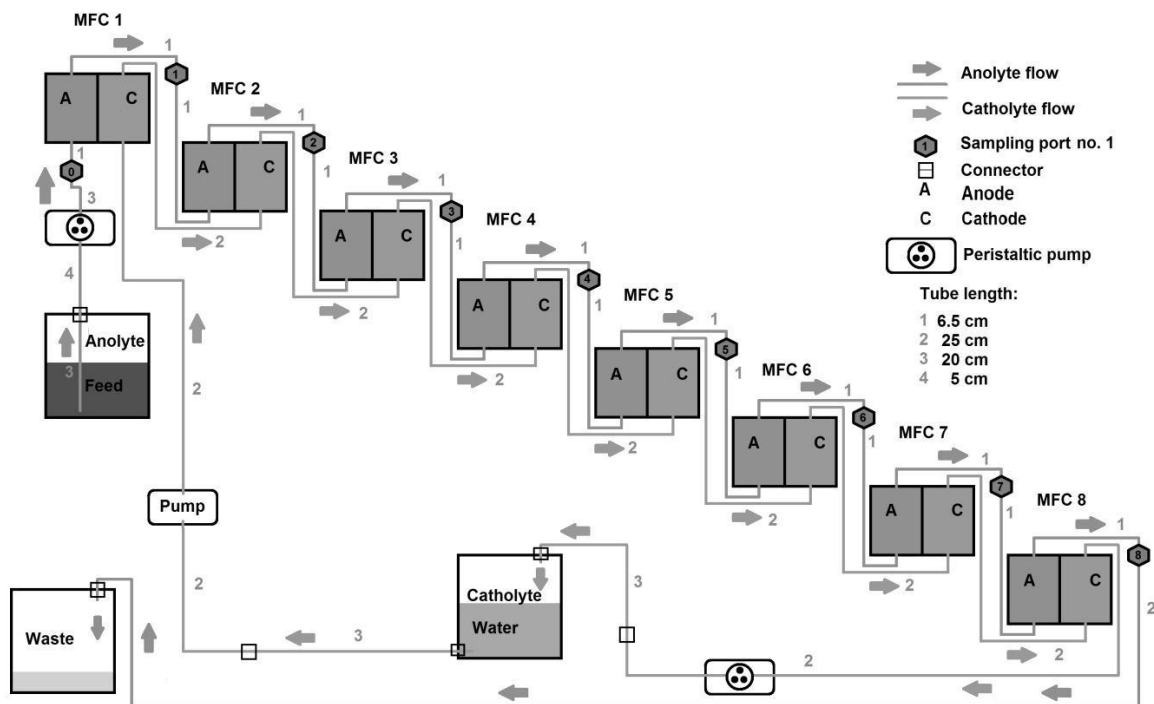 MFC 1
1
1
A
C
1
MFC 2
1
2
A
C
1
0
3
1
MFC 3
1
3
A
C
1
2
4
MFC 4
1
4
A
C
1
2
MFC 5
1
5
A
C
1
2
MFC 6
1
6
A
C
1
2
MFC 7
1
7
A
C
1
2
MFC 8
1
8
A
C
2
2
2
Anolyte
3
Feed
2
Pump
2
Waste
3
Catholyte
Water
3
2
Anolyte flow
Catholyte flow
1
Sampling port no. 1
Connector
A
Anode
C
Cathode
Peristaltic pump
Tube length:
1 6.5 cm
2 25 cm
3 20 cm
4 5 cm